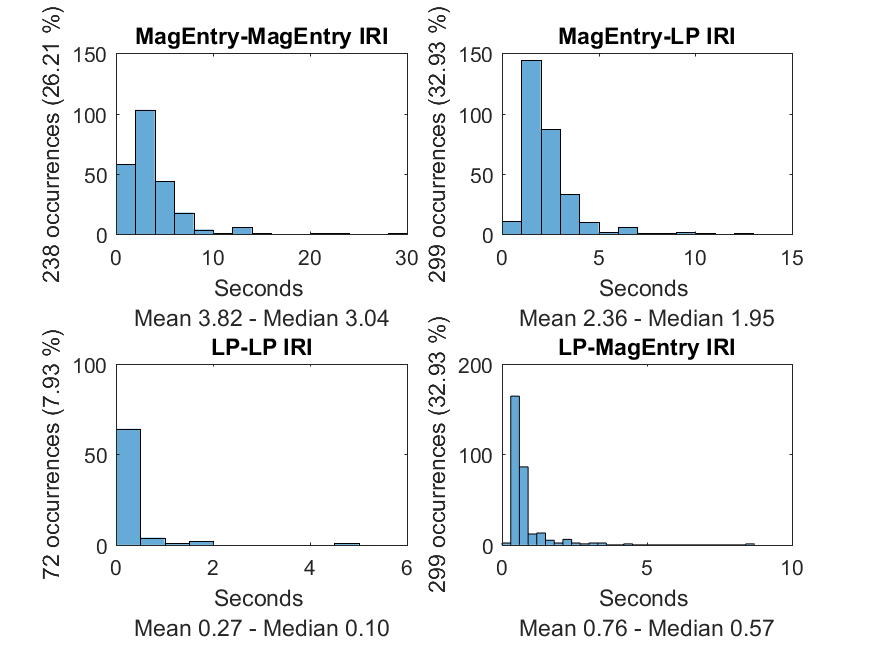 MagEntry-MagEntry IRI
238 occurrences (26.21 %)
150
100
50
0
0 10 20 30
Seconds
Mean 3.82 - Median 3.04
MagEntry-LP IRI
299 occurrences (32.93 %)
150
100
50
0
0 5 10 15
Seconds
Mean 2.36 - Median 1.95
LP-LP IRI
72 occurrences (7.93 %)
100
50
0
0 2 4 6
Seconds
Mean 0.27 - Median 0.10
LP-MagEntry IRI
299 occurrences (32.93 %)
200
100
0
0 5 10
Seconds
Mean 0.76 - Median 0.57